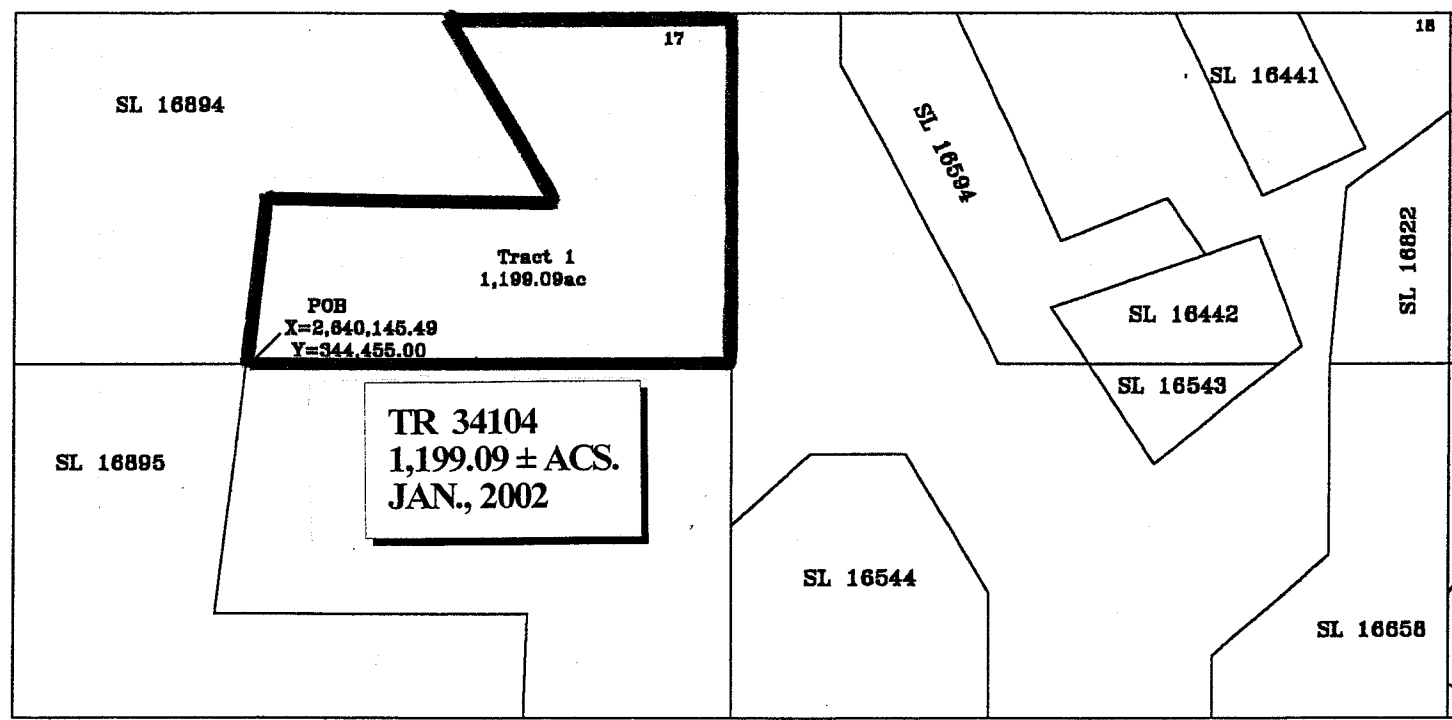 17
18
SL 16894
SL 16441
SL 16594
SL 16822
Tract 1
1,199.09ac
POB
X=2,640,145.49
Y=344,455.00
SL 16442
SL 16543
TR 34104
1,199.09 ± ACS.
JAN., 2002
SL 16895
SL 16544
SL 16658